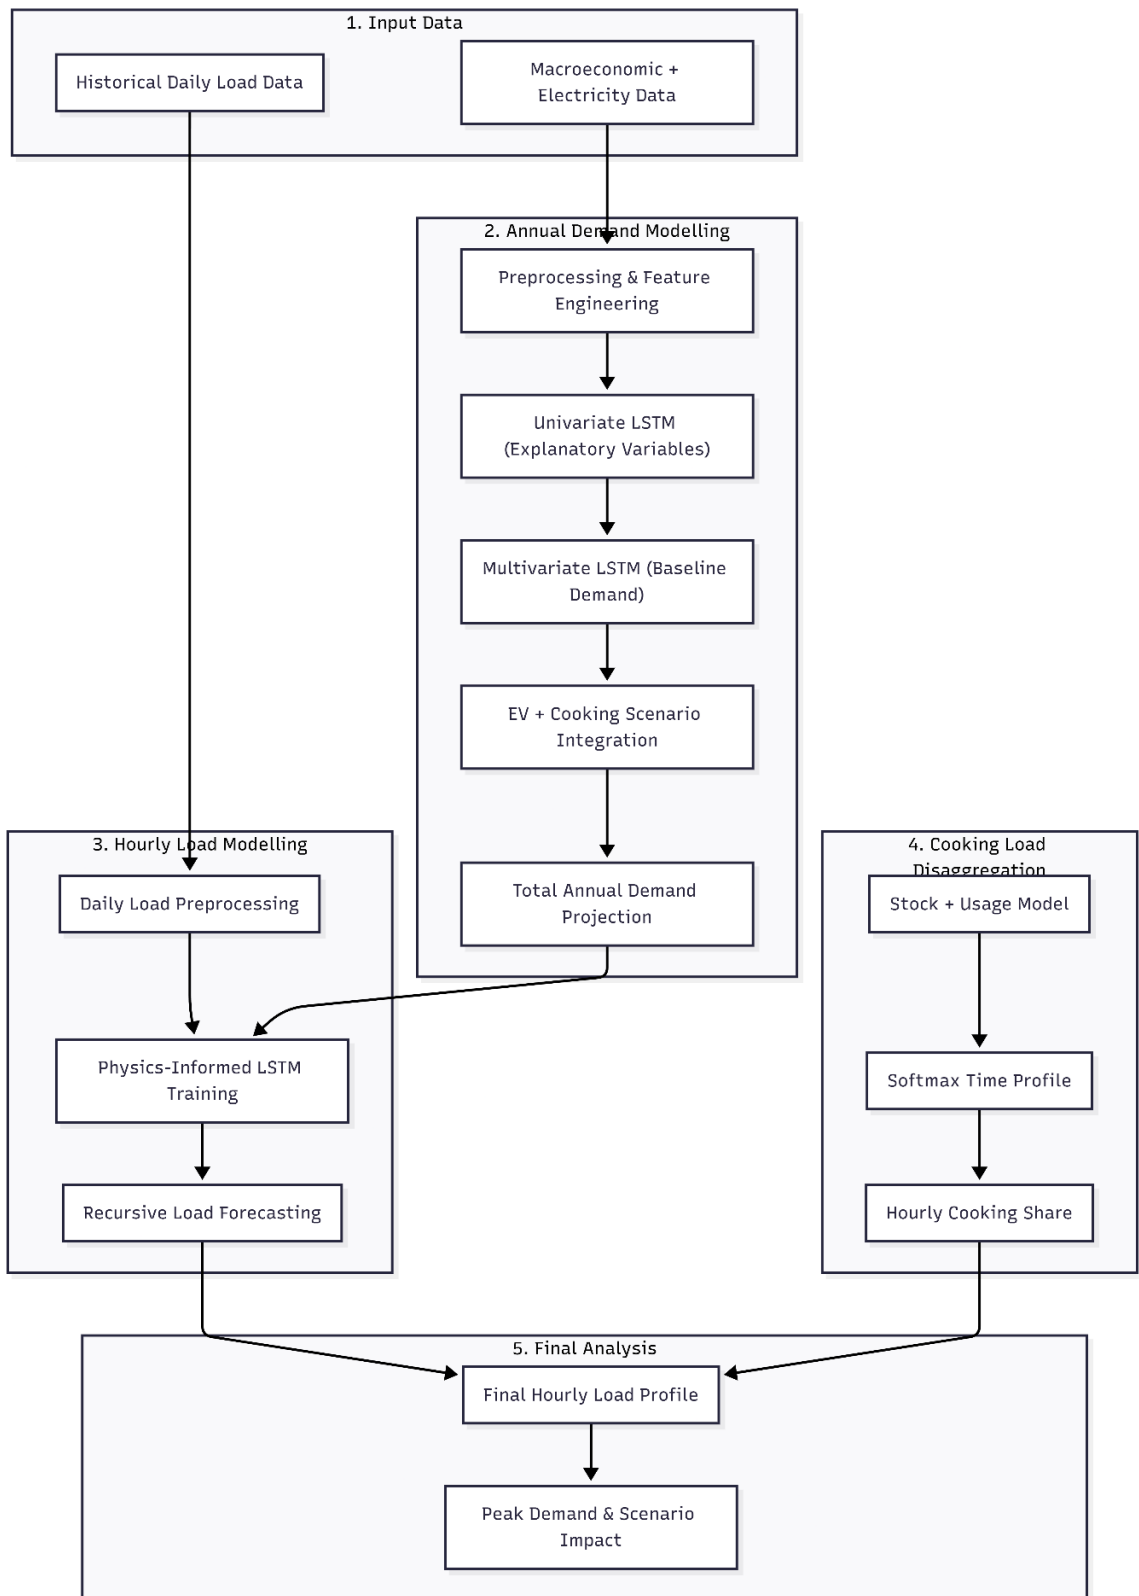 1. Input Data
Historical Daily Load Data
Macroeconomic +
Electricity Data
2. Annual Demand Modelling
Preprocessing & Feature
Engineering
Univariate LSTM
(Explanatory Variables)
Multivariate LSTM (Baseline
Demand)
EV + Cooking Scenario
Integration
Total Annual Demand
Projection
3. Hourly Load Modelling
Daily Load Preprocessing
Physics-Informed LSTM
Training
Recursive Load Forecasting
4. Cooking Load
Disaggregation
Stock + Usage Model
Softmax Time Profile
Hourly Cooking Share
5. Final Analysis
Final Hourly Load Profile
Peak Demand & Scenario
Impact